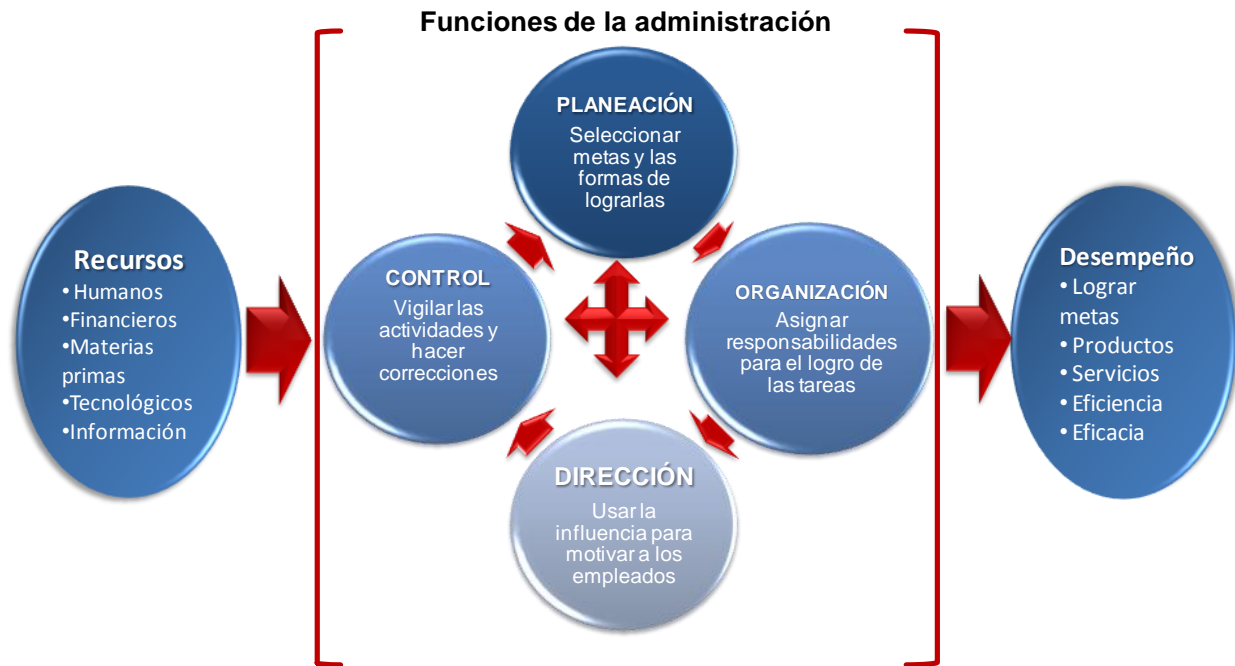 Funciones de la administración
Recursos
•Humanos
•Financieros
•Materias
primas
•Tecnológicos
•Información
PLANEACIÓN
Seleccionar
metas y las
formas de
lograrlas
CONTROL
Vigilar las
actividades y
hacer
correcciones
ORGANIZACIÓN
Asignar
responsabilidades
para el logro de
las tareas
DIRECCIÓN
Usar la
influencia para
motivar a los
empleados
Desempeño
• Lograr
metas
• Productos
• Servicios
• Eficiencia
• Eficacia